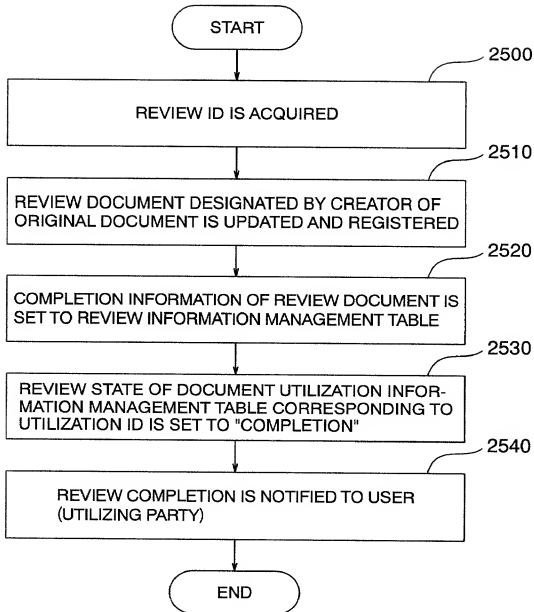 START
2500
REVIEW ID IS ACQUIRED
2510
REVIEW DOCUMENT DESIGNATED BY CREATOR OF
ORIGINAL DOCUMENT IS UPDATED AND REGISTERED
2520
COMPLETION INFORMATION OF REVIEW DOCUMENT IS
SET TO REVIEW INFORMATION MANAGEMENT TABLE
2530
REVIEW STATE OF DOCUMENT UTILIZATION INFOR-
MATION MANAGEMENT TABLE CORRESPONDING TO
UTILIZATION ID IS SET TO "COMPLETION"
2540
REVIEW COMPLETION IS NOTIFIED TO USER
(UTILIZING PARTY)
END